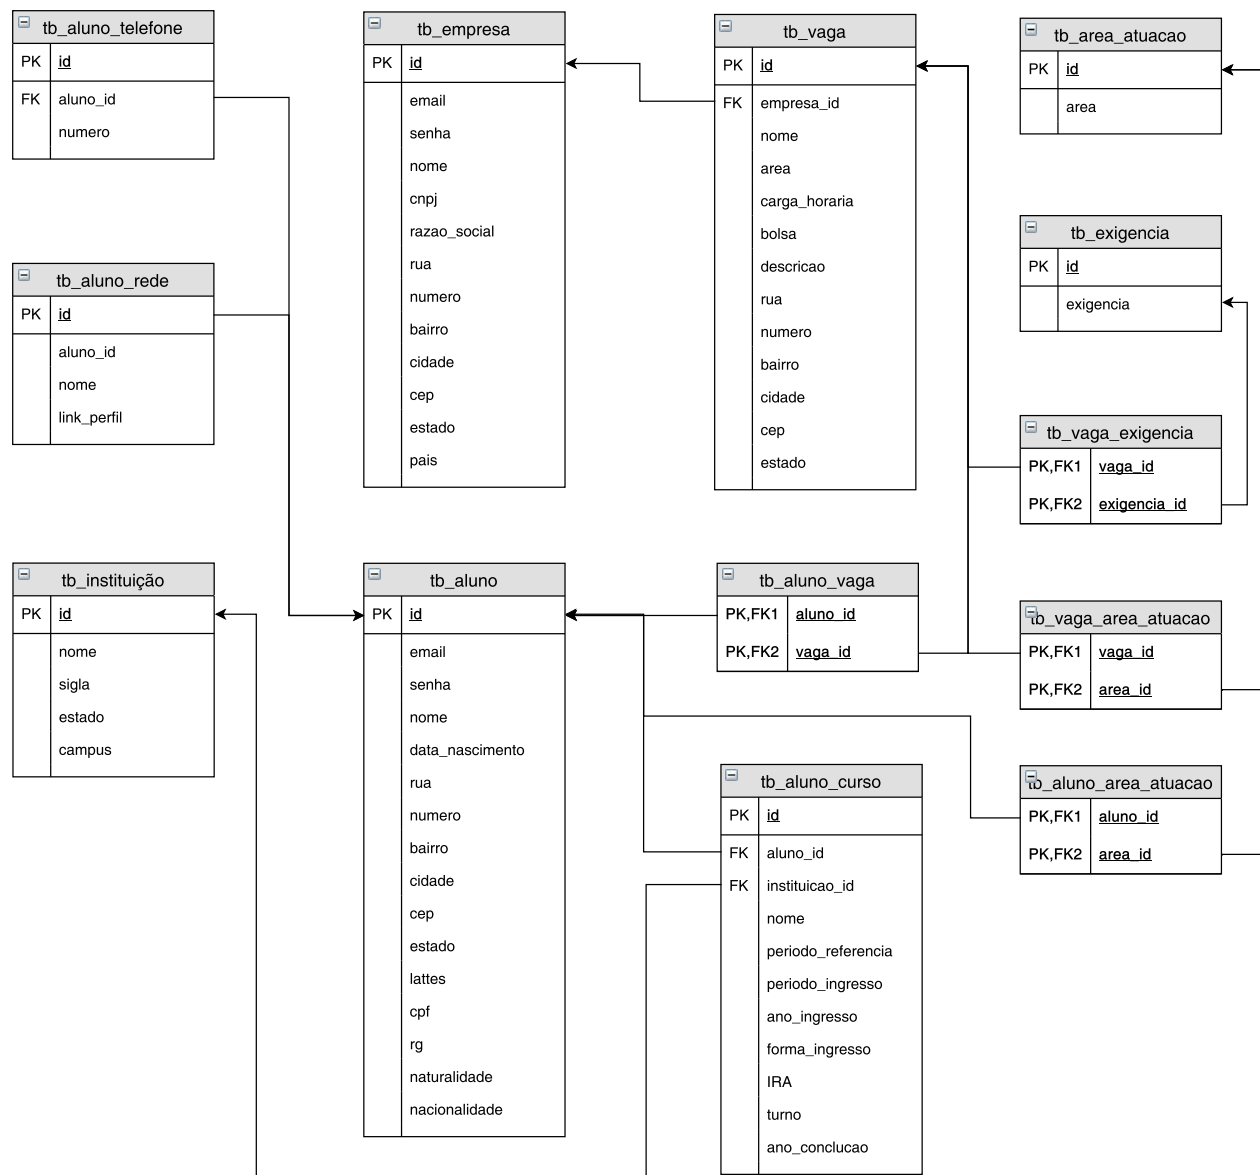 tb_aluno_telefone
PK id
FK aluno_id
numero
tb_empresa
PK id
email
senha
nome
cnpj
razao_social
rua
numero
bairro
cidade
cep
estado
pais
tb_vaga
PK id
FK empresa_id
nome
area
carga_horaria
bolsa
descricao
rua
numero
bairro
cidade
cep
estado
tb_area_atuacao
PK id
area
tb_exigencia
PK id
exigencia
tb_aluno_rede
PK id
aluno_id
nome
link_perfil
tb_vaga_exigencia
PK,FK1 vaga_id
PK,FK2 exigencia_id
tb_instituição
PK id
nome
sigla
estado
campus
tb_aluno
PK id
email
senha
nome
data_nascimento
rua
numero
bairro
cidade
cep
estado
lattes
cpf
rg
naturalidade
nacionalidade
tb_aluno_vaga
PK,FK1 aluno_id
PK,FK2 vaga_id
tb_vaga_area_atuacao
PK,FK1 vaga_id
PK,FK2 area_id
tb_aluno_curso
PK id
FK aluno_id
FK instituicao_id
nome
periodo_referencia
periodo_ingresso
ano_ingresso
forma_ingresso
IRA
turno
ano_conclucao
tb_aluno_area_atuacao
PK,FK1 aluno_id
PK,FK2 area_id